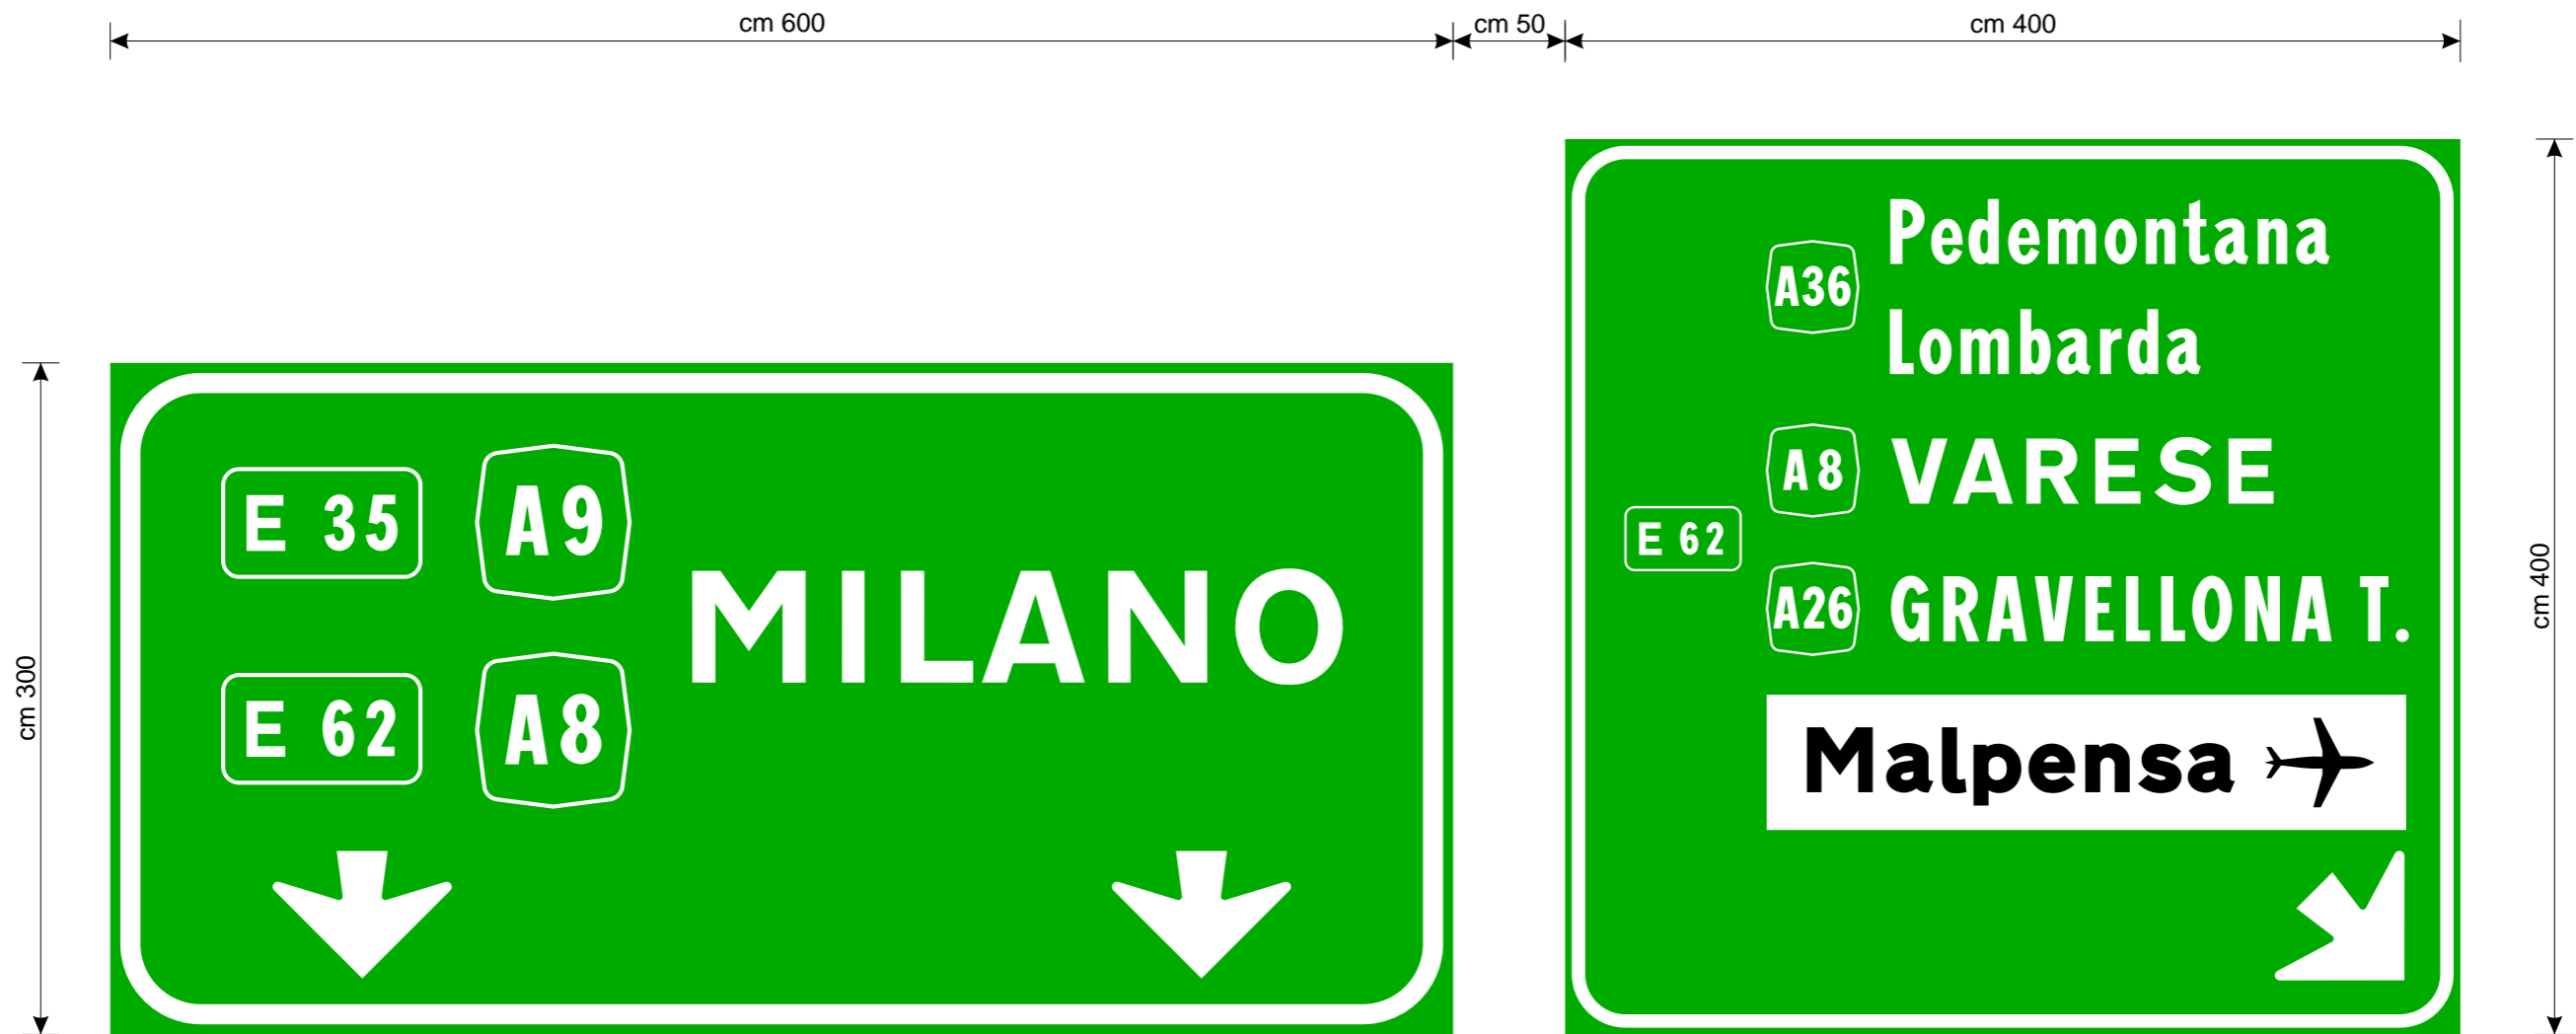 cm 600
cm 50
cm 400
cm 300
E 35
A9
MILANO
E 62
A8
Pedemontana
A36
Lombarda
A8
VARESE
E 62
A26
GRAVELLONA T.
Malpensa
cm 400